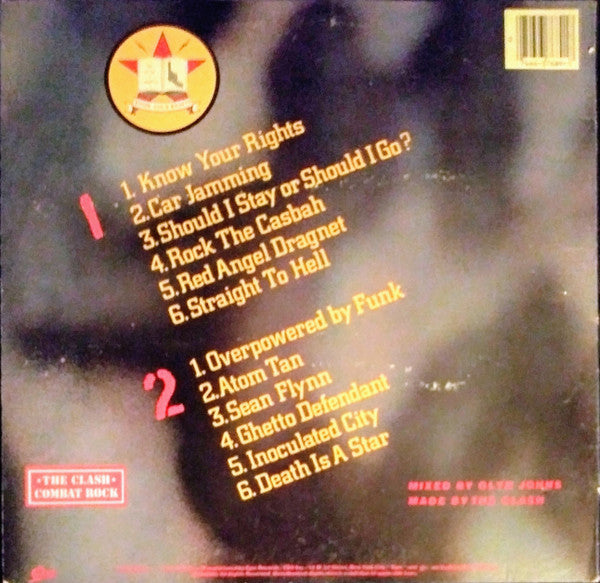 1
1. Know Your Rights
2. Car Jamming
3. Should I Stay or Should I Go?
4. Rock The Casbah
5. Red Angel Dragnet
6. Straight To Hell
2
1. Overpowered by Funk
2. Atom Tan
3. Sean Flynn
4. Ghetto Defendant
5. Inoculated City
6. Death Is A Star
•THE CLASH•
COMBAT ROCK
MIXED BY GLYN JOHNS
MADE BY THE CLASH
Epic